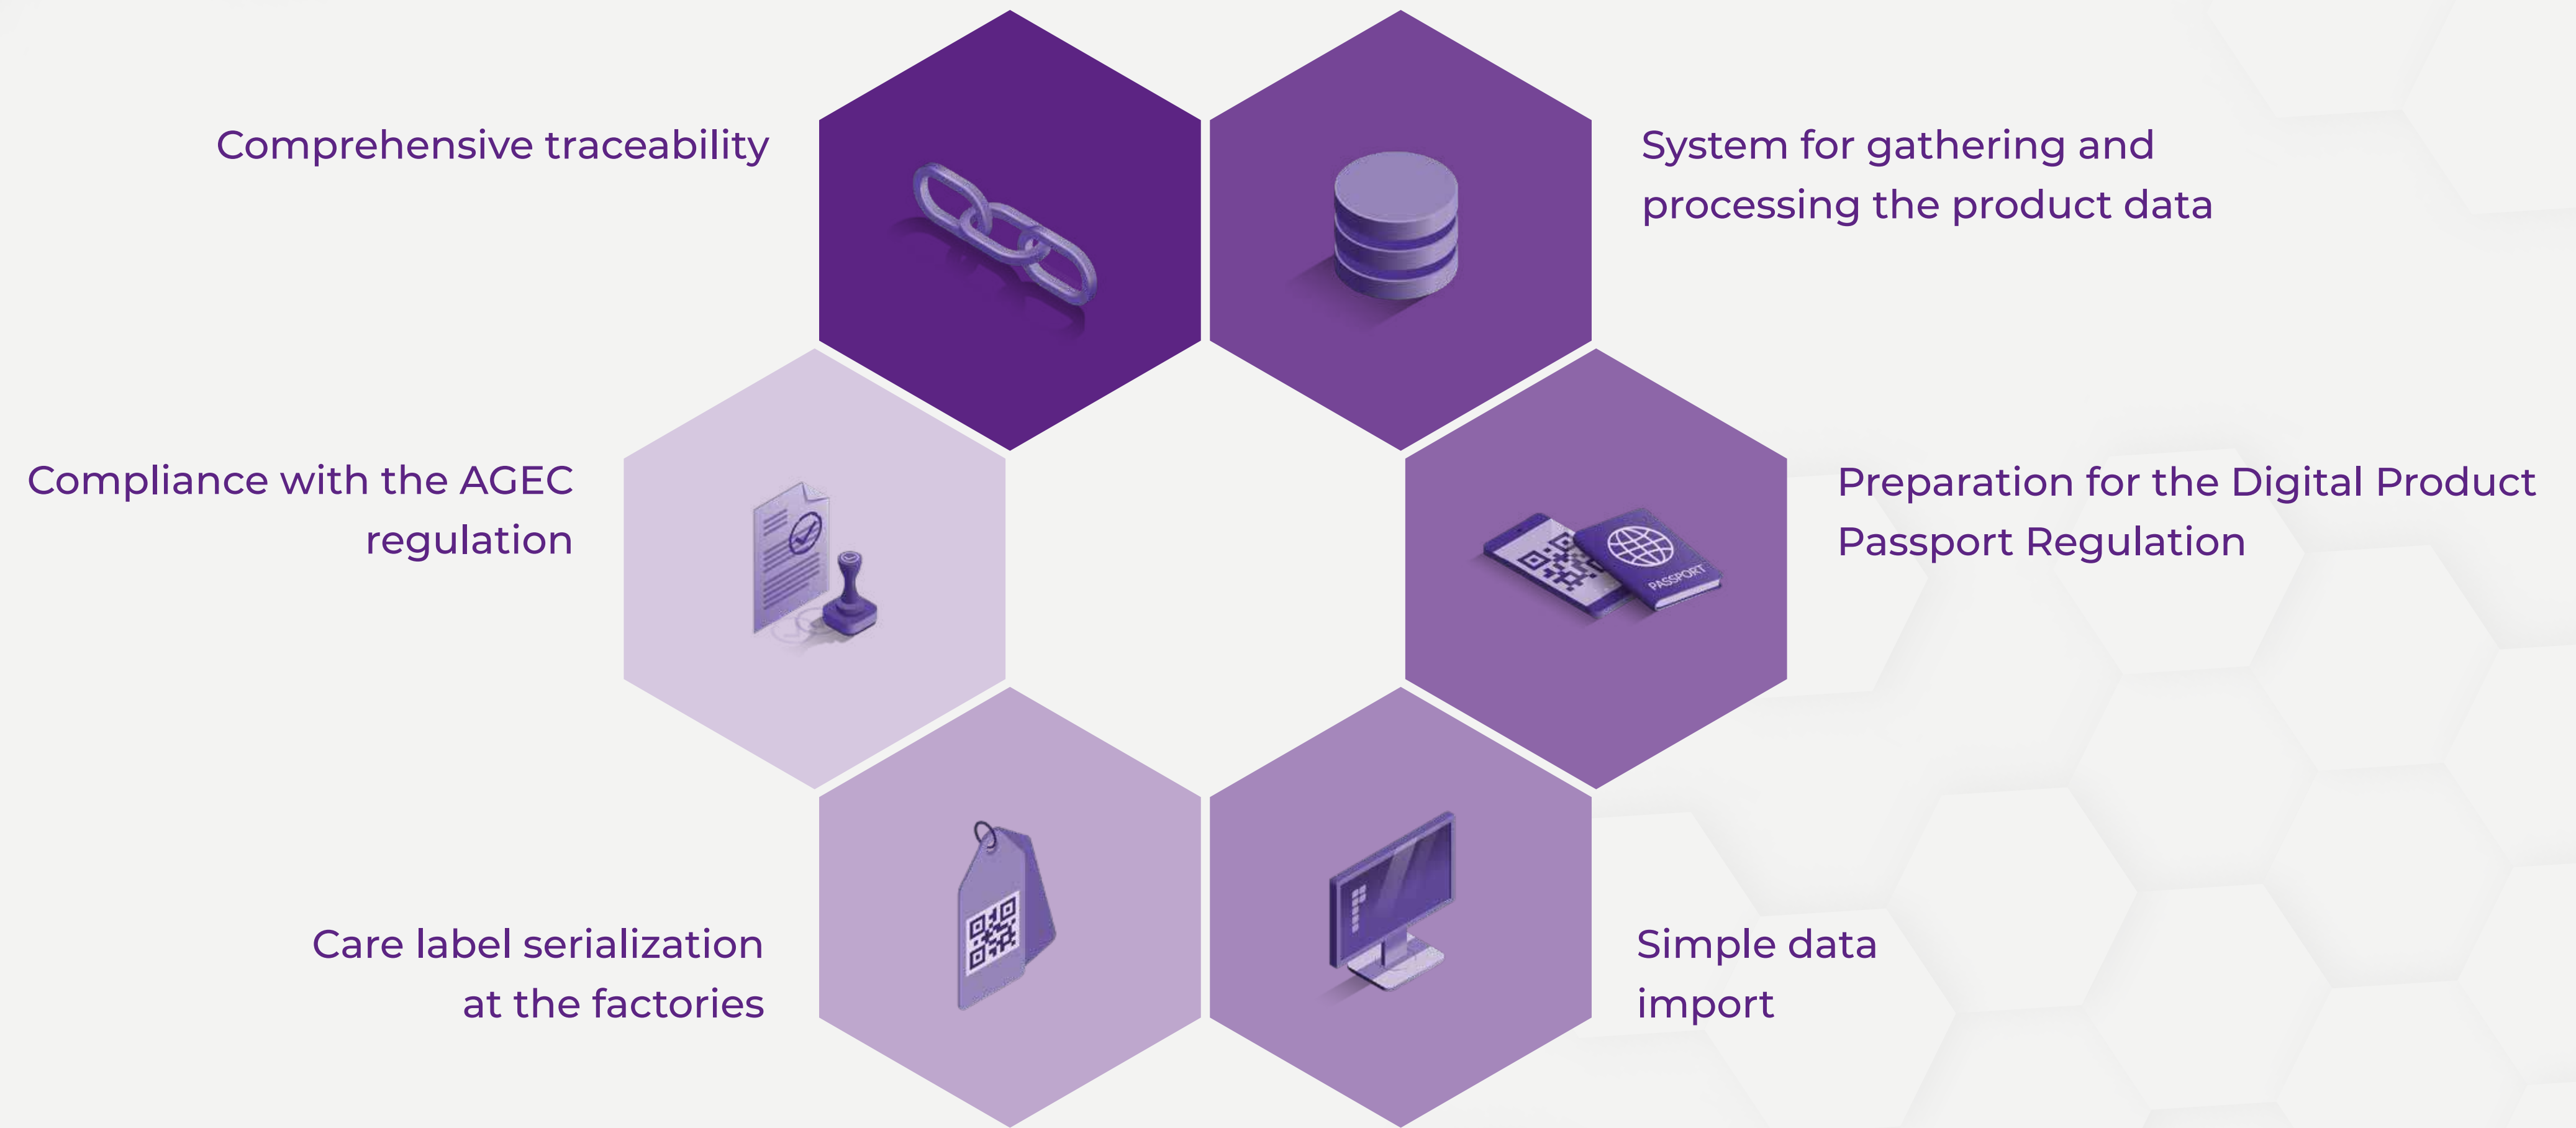 Comprehensive traceability
System for gathering and
processing the product data
Compliance with the AGEC
regulation
Preparation for the Digital Product
Passport Regulation
PASSPORT
Care label serialization
at the factories
Simple data
import